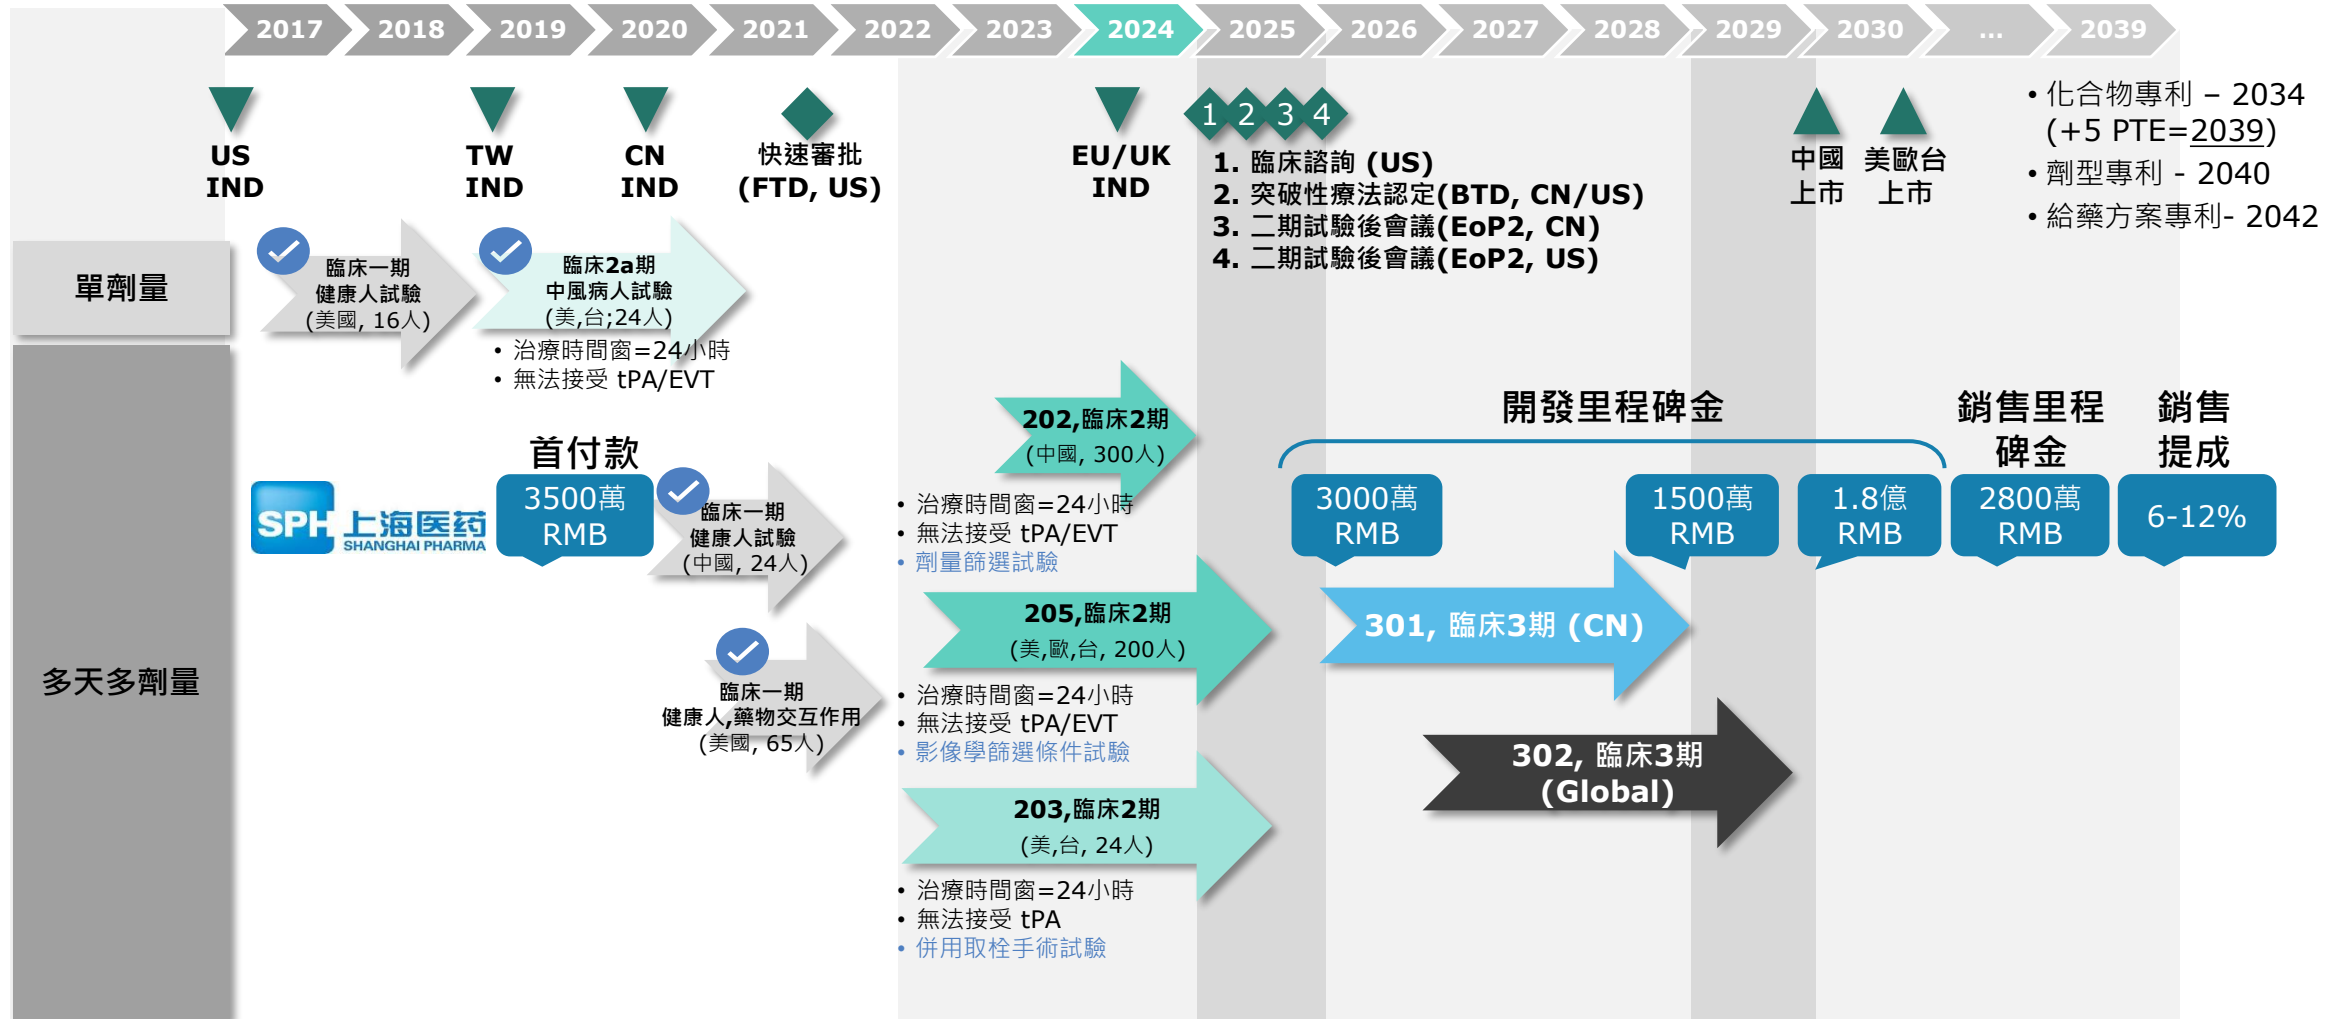 2017 2018 2019 2020 2021 2022 2023 2024 2025 2026 2027 2028 2029 2030 ... 2039
US
IND
TW
IND
CN
IND
快速審批
(FTD, US)
EU/UK
IND
1 2 3 4
1. 臨床諮詢 (US)
2. 突破性療法認定(BTD, CN/US)
3. 二期試驗後會議(EoP2, CN)
4. 二期試驗後會議(EoP2, US)
中國
上市
美歐台
上市
• 化合物專利 – 2034
(+5 PTE=2039)
• 劑型專利 - 2040
• 給藥方案專利- 2042
單劑量
臨床一期
健康人試驗
(美國, 16人)
臨床2a期
中風病人試驗
(美,台;24人)
• 治療時間窗=24小時
• 無法接受 tPA/EVT
多天多劑量
SPH 上海医药
SHANGHAI PHARMA
首付款
3500萬
RMB
臨床一期
健康人試驗
(中國, 24人)
臨床一期
健康人,藥物交互作用
(美國, 65人)
202,臨床2期
(中國, 300人)
• 治療時間窗=24小時
• 無法接受 tPA/EVT
• 劑量篩選試驗
205,臨床2期
(美,歐,台, 200人)
• 治療時間窗=24小時
• 無法接受 tPA/EVT
• 影像學篩選條件試驗
203,臨床2期
(美,台, 24人)
• 治療時間窗=24小時
• 無法接受 tPA
• 併用取栓手術試驗
開發里程碑金
3000萬
RMB
1500萬
RMB
1.8億
RMB
銷售里程
碑金
2800萬
RMB
銷售
提成
6-12%
301, 臨床3期 (CN)
302, 臨床3期
(Global)